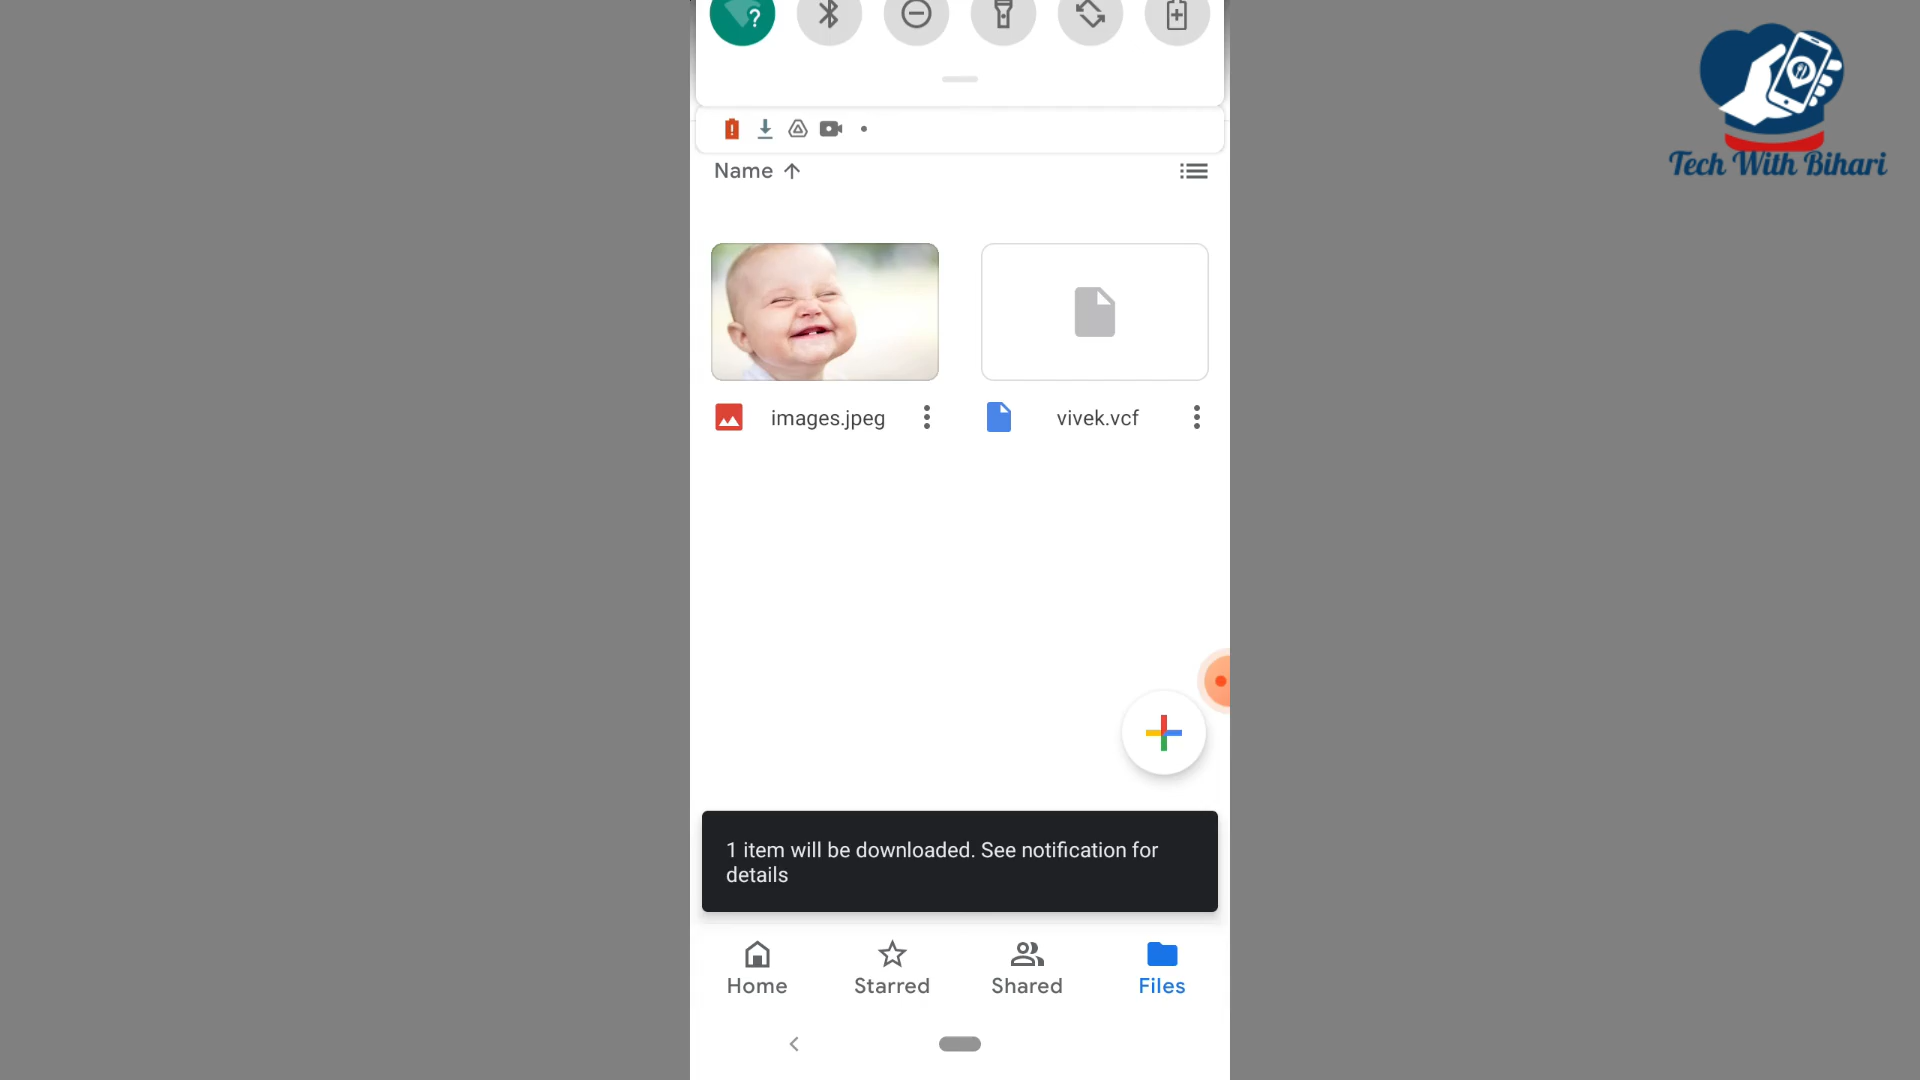 Tech With Bihari
Name
images.jpeg
vivek.vcf
1 item will be downloaded. See notification for
details
Home
Starred
Shared
Files